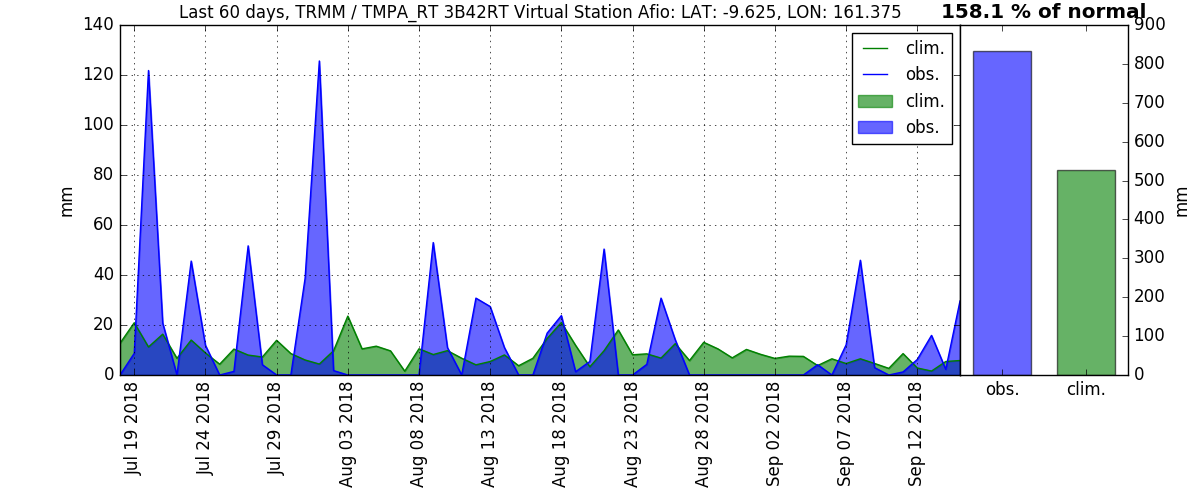 Last 60 days, TRMM / TMPA_RT 3B42RT Virtual Station Afio: LAT: -9.625, LON: 161.375
158.1 % of normal
140
120
100
80
60
40
20
0
mm
clim.
obs.
clim.
obs.
900
800
700
600
500
400
300
200
100
0
mm
Jul 19 2018
Jul 24 2018
Jul 29 2018
Aug 03 2018
Aug 08 2018
Aug 13 2018
Aug 18 2018
Aug 23 2018
Aug 28 2018
Sep 02 2018
Sep 07 2018
Sep 12 2018
obs.
clim.